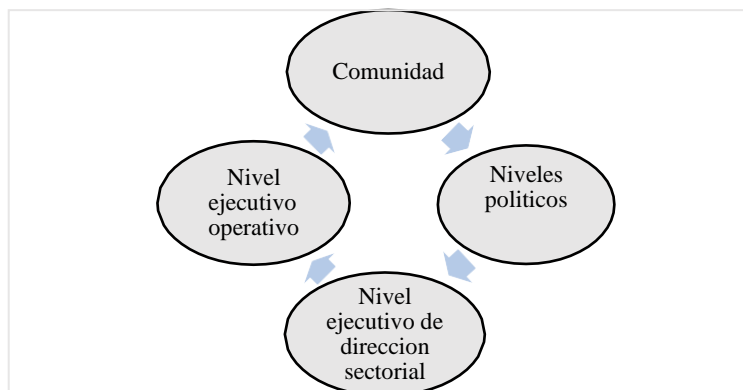 Comunidad
Nivel
ejecutivo
operativo
Niveles
politicos
Nivel
ejecutivo de
direccion
sectorial